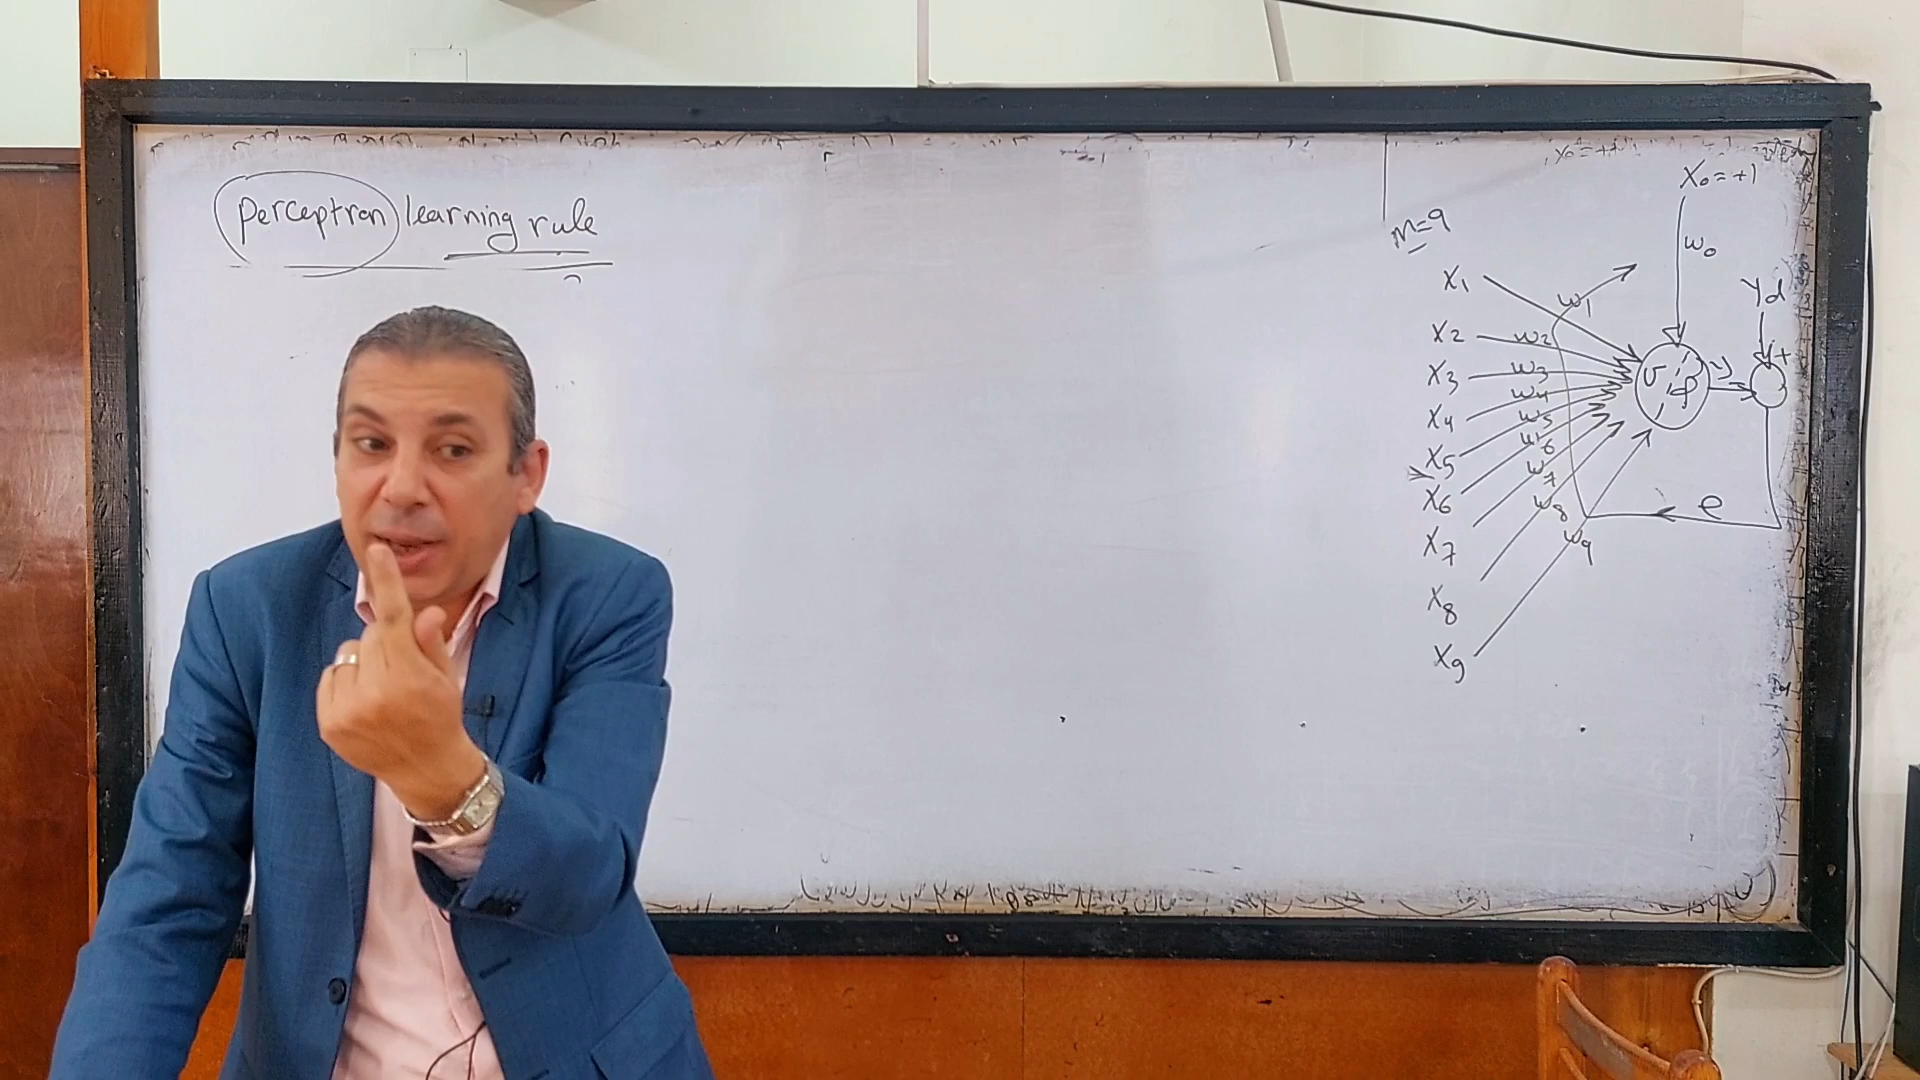 perceptron learning rule
x₀ = +1
m=9
w₀
x₁ w₁
yd
x₂ w₂
+
x₃ w₃ v φ y
x₄ w₄
w₅
x₅ w₆
w₇
x₆ w₈ e
x₇ w₉
x₈
x₉